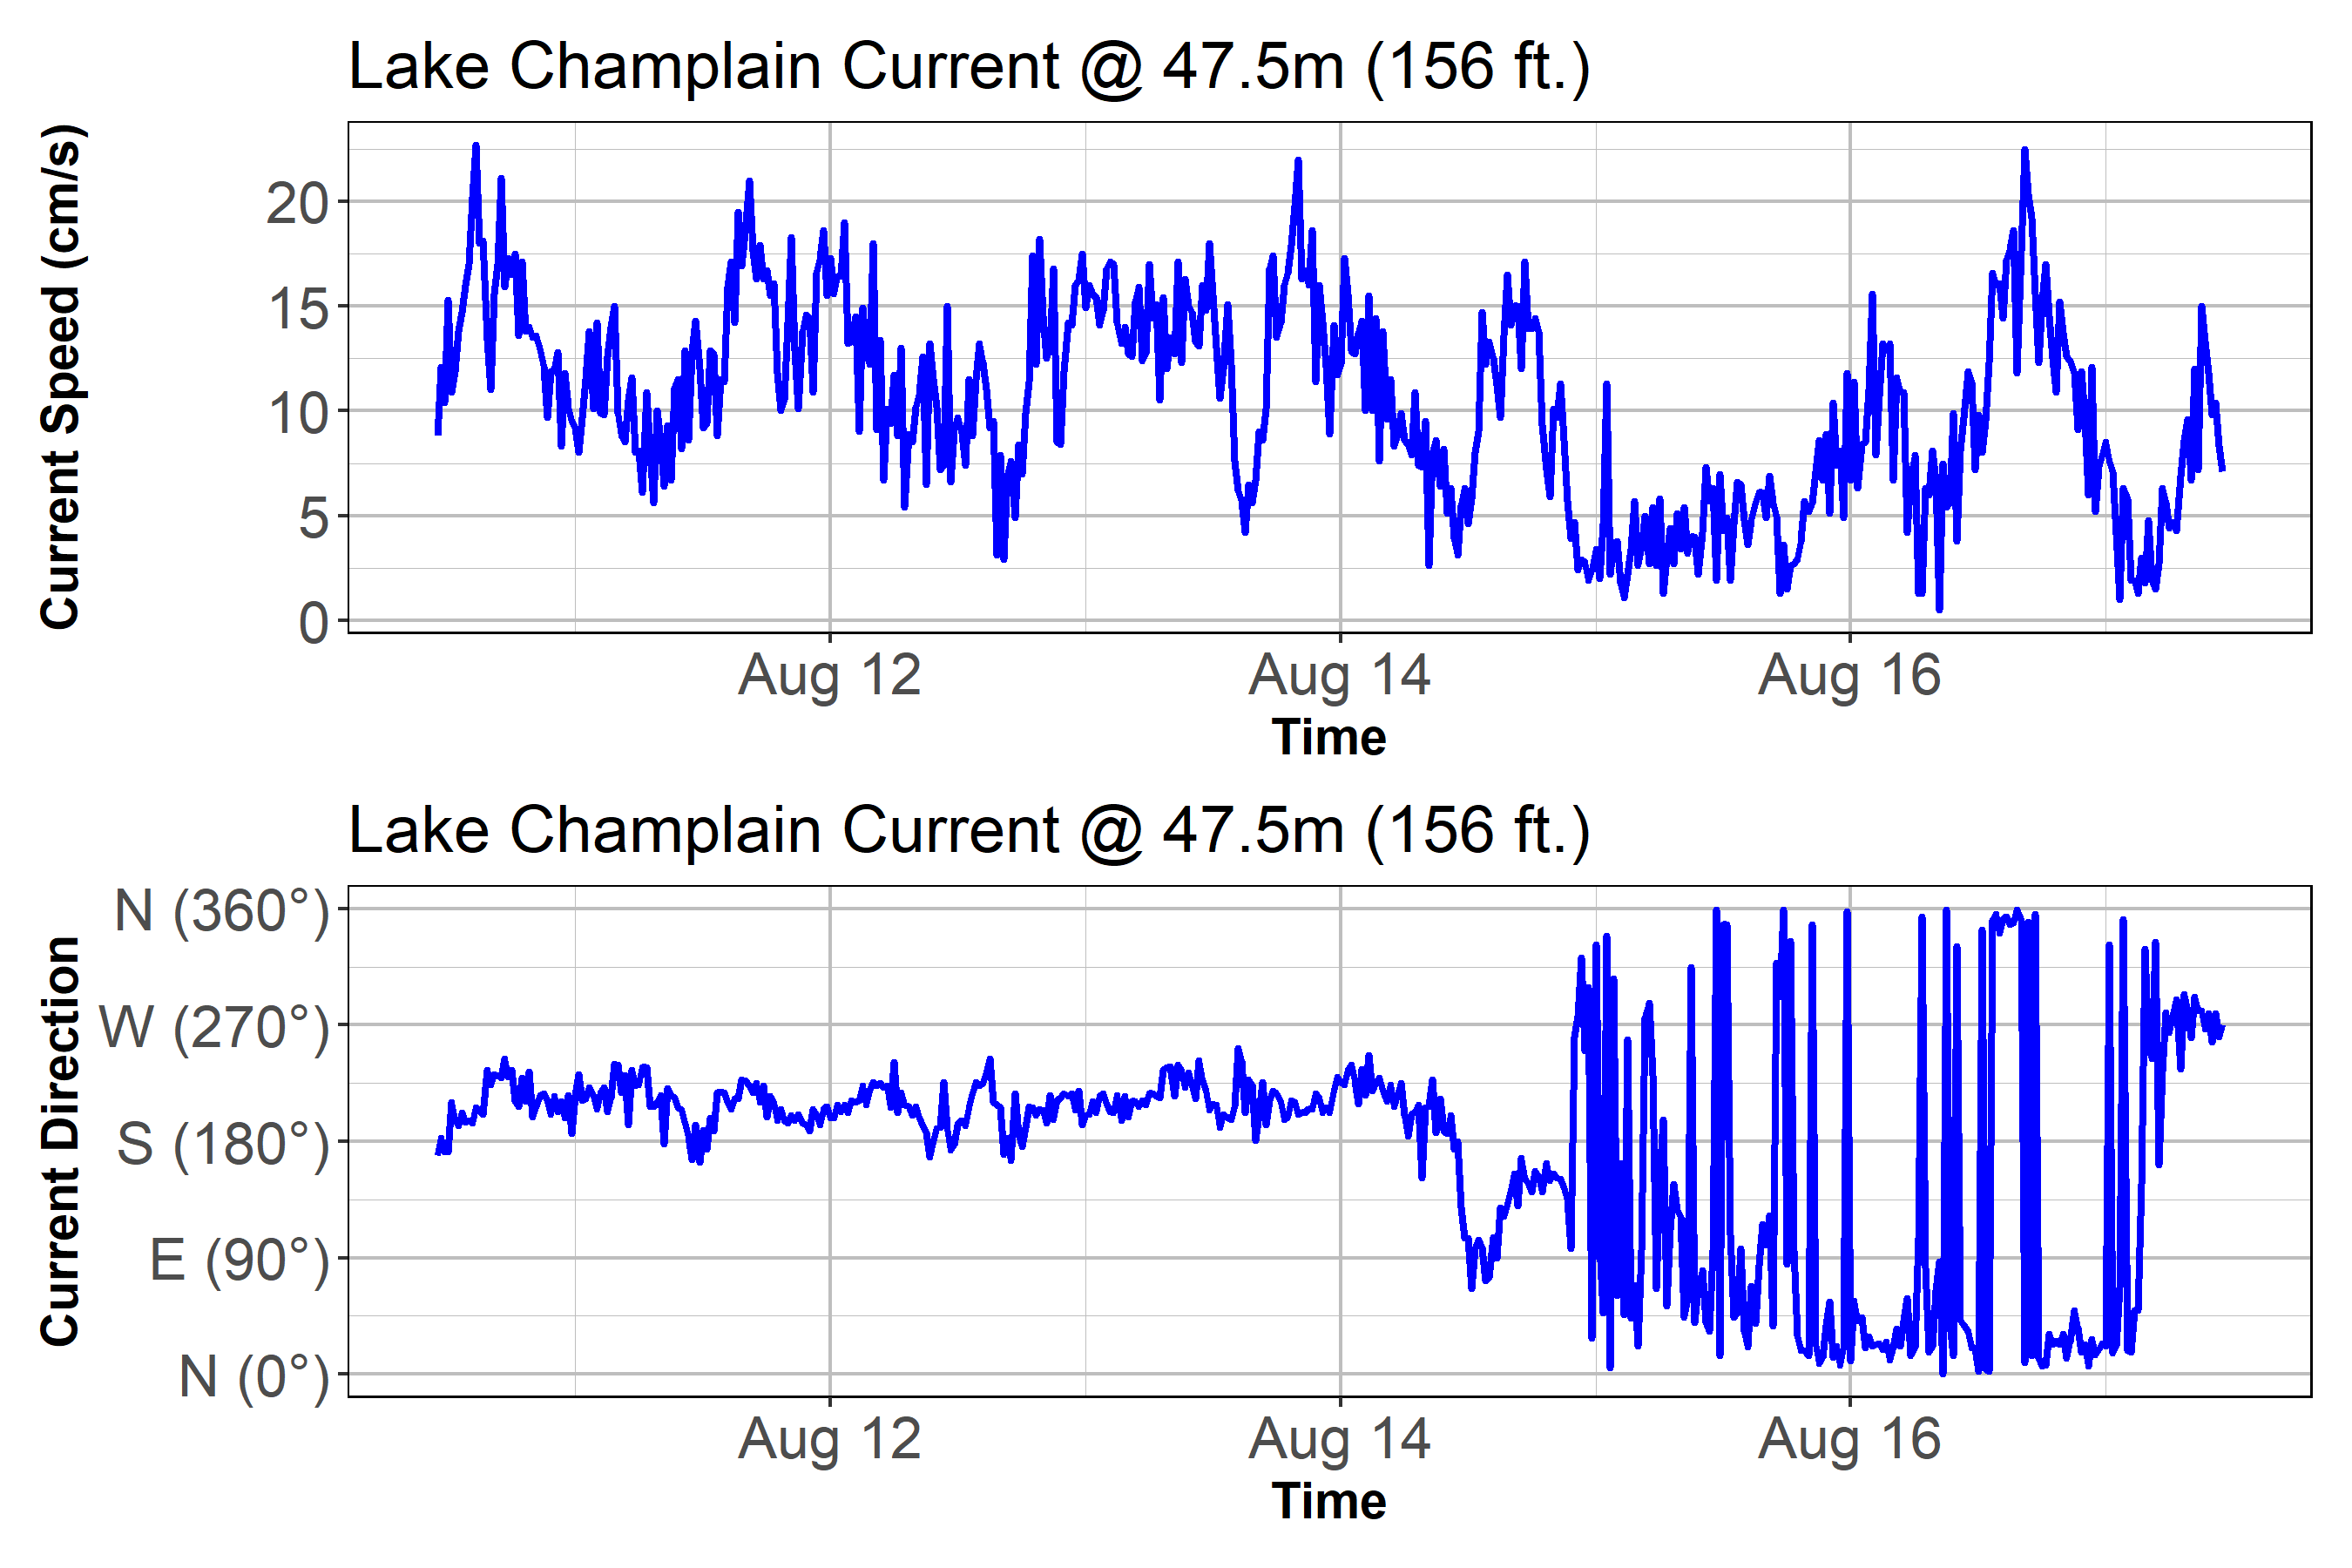 Lake Champlain Current @ 47.5m (156 ft.)
Current Speed (cm/s)
20
15
10
5
0
Aug 12 Aug 14 Aug 16
Time
Lake Champlain Current @ 47.5m (156 ft.)
Current Direction
N (360°)
W (270°)
S (180°)
E (90°)
N (0°)
Aug 12 Aug 14 Aug 16
Time